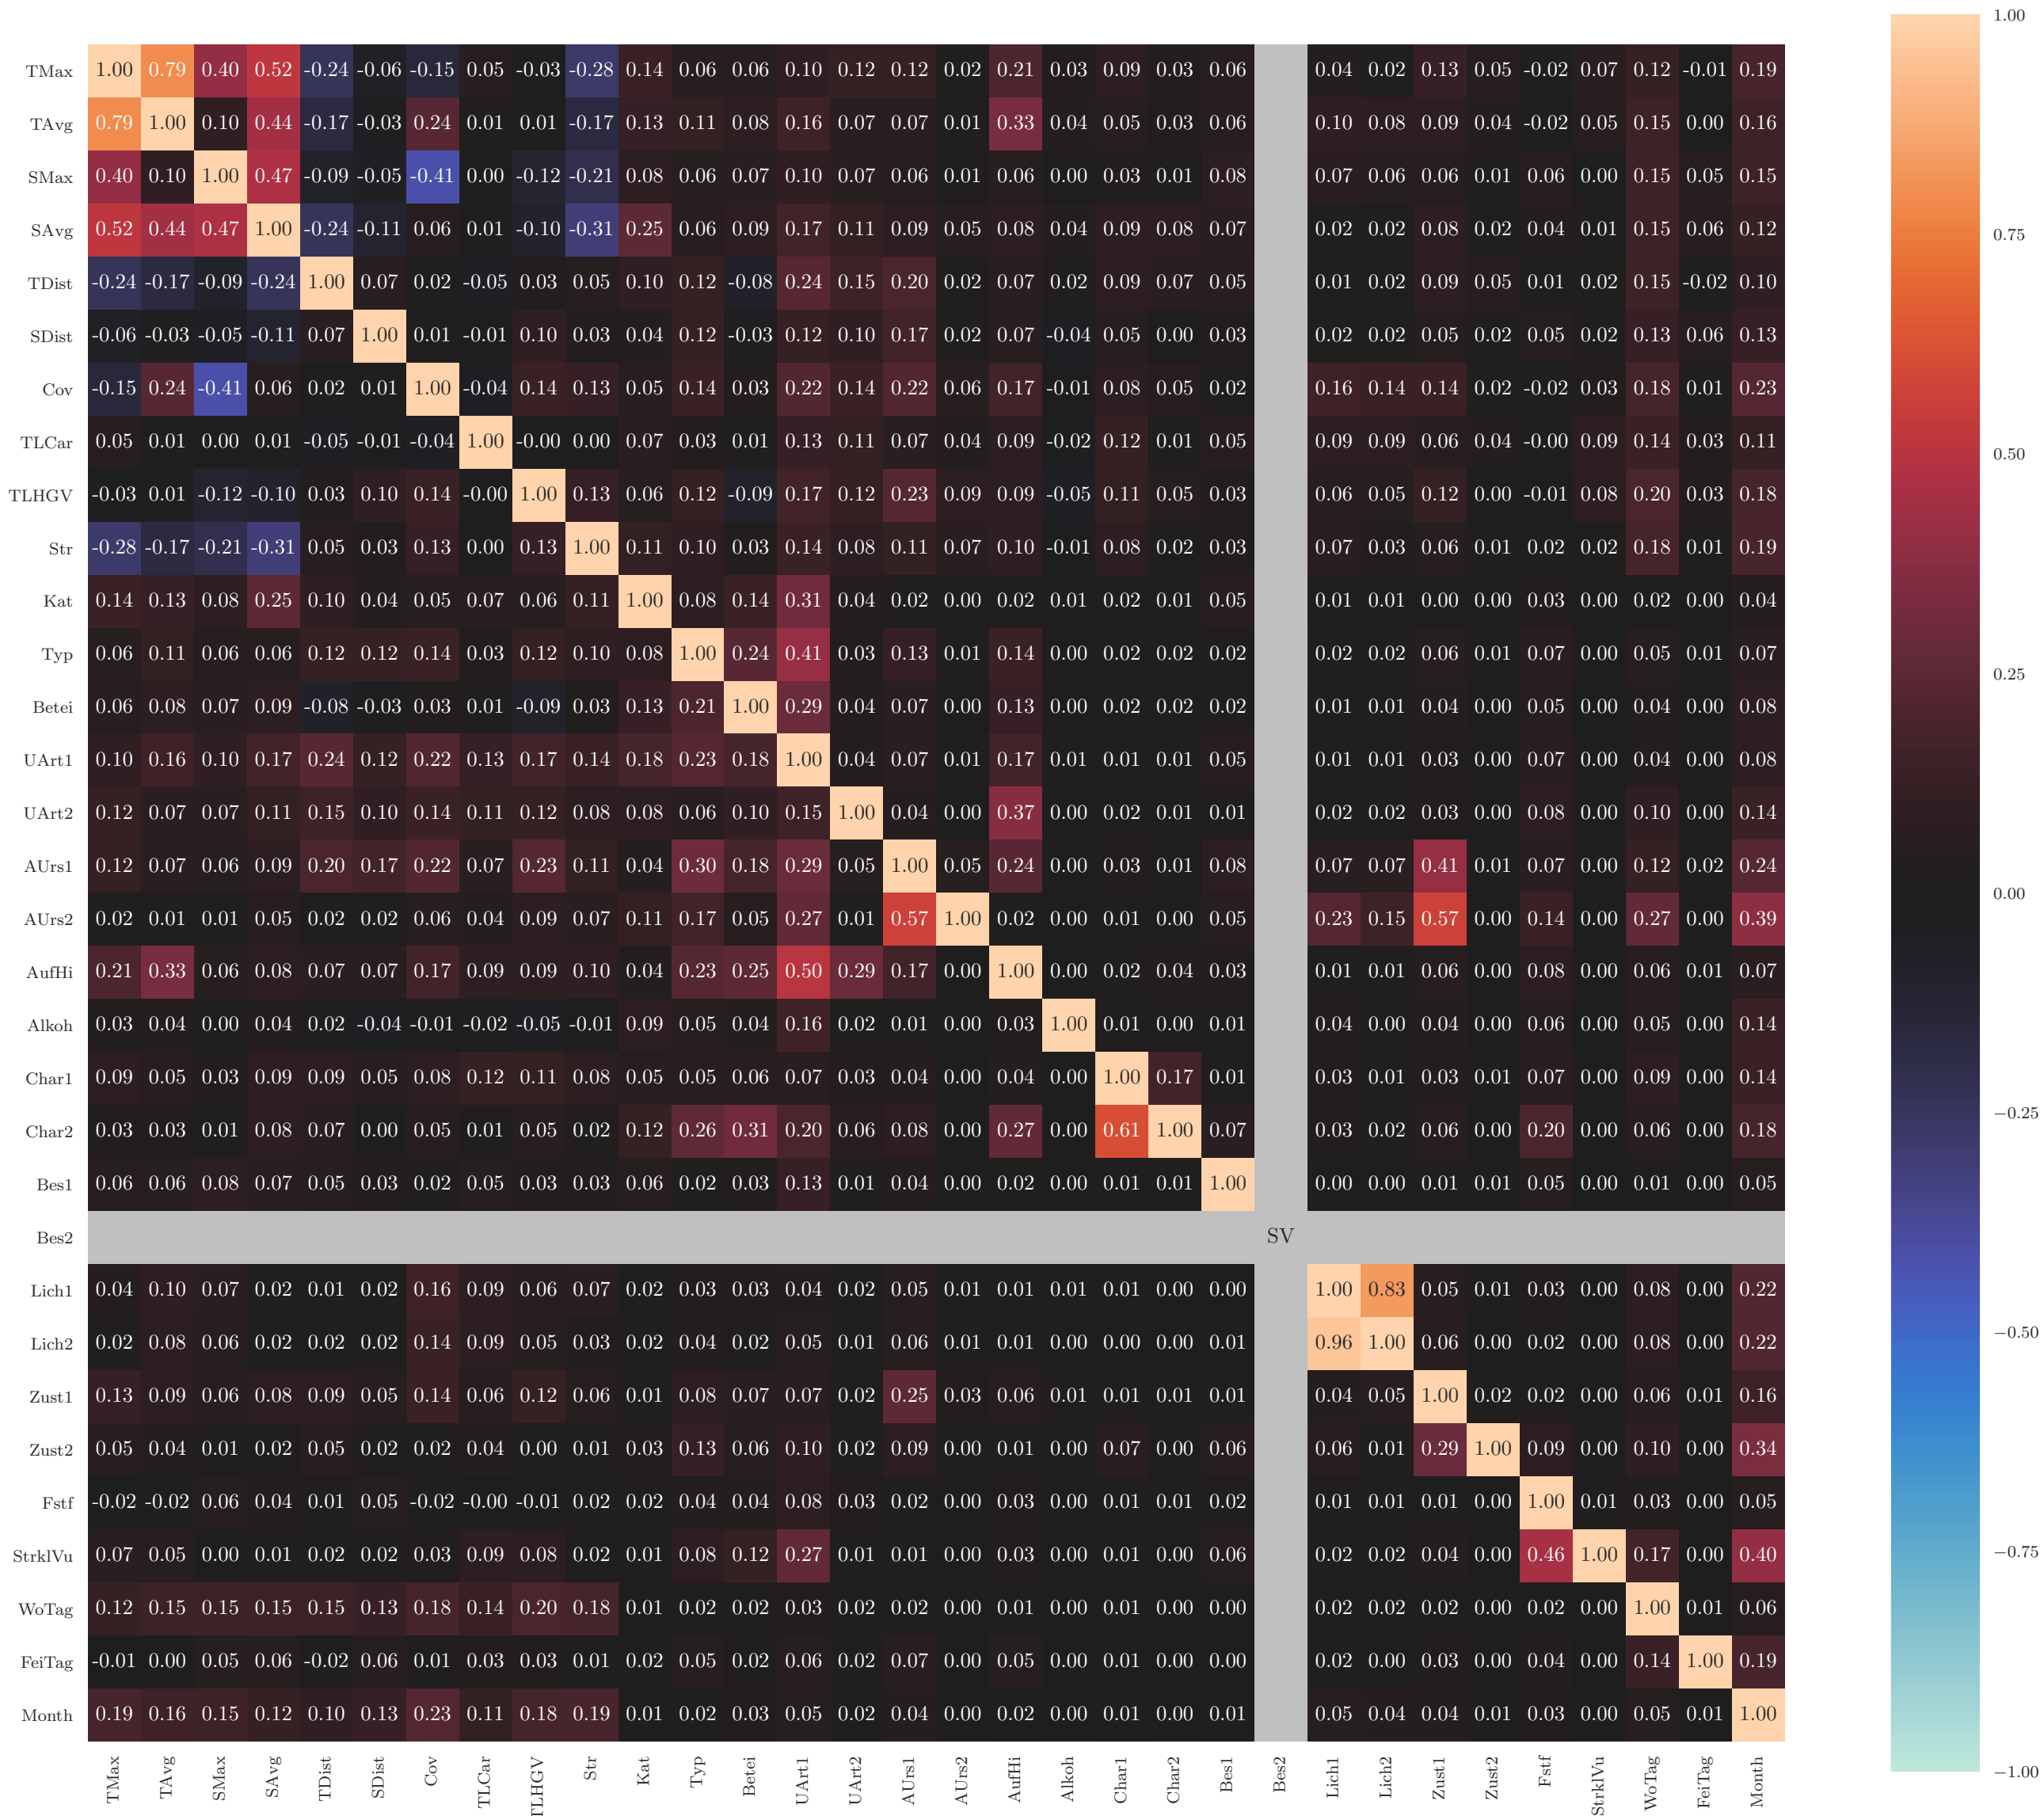 1.00
TMax 1.00 0.79 0.40 0.52 -0.24 -0.06 -0.15 0.05 -0.03 -0.28 0.14 0.06 0.06 0.10 0.12 0.12 0.02 0.21 0.03 0.09 0.03 0.06 0.04 0.02 0.13 0.05 -0.02 0.07 0.12 -0.01 0.19
TAvg 0.79 1.00 0.10 0.44 -0.17 -0.03 0.24 0.01 0.01 -0.17 0.13 0.11 0.08 0.16 0.07 0.07 0.01 0.33 0.04 0.05 0.03 0.06 0.10 0.08 0.09 0.04 -0.02 0.05 0.15 0.00 0.16
SMax 0.40 0.10 1.00 0.47 -0.09 -0.05 -0.41 0.00 -0.12 -0.21 0.08 0.06 0.07 0.10 0.07 0.06 0.01 0.06 0.00 0.03 0.01 0.08 0.07 0.06 0.06 0.01 0.06 0.00 0.15 0.05 0.15
SAvg 0.52 0.44 0.47 1.00 -0.24 -0.11 0.06 0.01 -0.10 -0.31 0.25 0.06 0.09 0.17 0.11 0.09 0.05 0.08 0.04 0.09 0.08 0.07 0.02 0.02 0.08 0.02 0.04 0.01 0.15 0.06 0.12
0.75
TDist -0.24 -0.17 -0.09 -0.24 1.00 0.07 0.02 -0.05 0.03 0.05 0.10 0.12 -0.08 0.24 0.15 0.20 0.02 0.07 0.02 0.09 0.07 0.05 0.01 0.02 0.09 0.05 0.01 0.02 0.15 -0.02 0.10
SDist -0.06 -0.03 -0.05 -0.11 0.07 1.00 0.01 -0.01 0.10 0.03 0.04 0.12 -0.03 0.12 0.10 0.17 0.02 0.07 -0.04 0.05 0.00 0.03 0.02 0.02 0.05 0.02 0.05 0.02 0.13 0.06 0.13
Cov -0.15 0.24 -0.41 0.06 0.02 0.01 1.00 -0.04 0.14 0.13 0.05 0.14 0.03 0.22 0.14 0.22 0.06 0.17 -0.01 0.08 0.05 0.02 0.16 0.14 0.14 0.02 -0.02 0.03 0.18 0.01 0.23
TLCar 0.05 0.01 0.00 0.01 -0.05 -0.01 -0.04 1.00 -0.00 0.00 0.07 0.03 0.01 0.13 0.11 0.07 0.04 0.09 -0.02 0.12 0.01 0.05 0.09 0.09 0.06 0.04 -0.00 0.09 0.14 0.03 0.11
0.50
TLHGV -0.03 0.01 -0.12 -0.10 0.03 0.10 0.14 -0.00 1.00 0.13 0.06 0.12 -0.09 0.17 0.12 0.23 0.09 0.09 -0.05 0.11 0.05 0.03 0.06 0.05 0.12 0.00 -0.01 0.08 0.20 0.03 0.18
Str -0.28 -0.17 -0.21 -0.31 0.05 0.03 0.13 0.00 0.13 1.00 0.11 0.10 0.03 0.14 0.08 0.11 0.07 0.10 -0.01 0.08 0.02 0.03 0.07 0.03 0.06 0.01 0.02 0.02 0.18 0.01 0.19
Kat 0.14 0.13 0.08 0.25 0.10 0.04 0.05 0.07 0.06 0.11 1.00 0.08 0.14 0.31 0.04 0.02 0.00 0.02 0.01 0.02 0.01 0.05 0.01 0.01 0.00 0.00 0.03 0.00 0.02 0.00 0.04
Typ 0.06 0.11 0.06 0.06 0.12 0.12 0.14 0.03 0.12 0.10 0.08 1.00 0.24 0.41 0.03 0.13 0.01 0.14 0.00 0.02 0.02 0.02 0.02 0.02 0.06 0.01 0.07 0.00 0.05 0.01 0.07
0.25
Betei 0.06 0.08 0.07 0.09 -0.08 -0.03 0.03 0.01 -0.09 0.03 0.13 0.21 1.00 0.29 0.04 0.07 0.00 0.13 0.00 0.02 0.02 0.02 0.01 0.01 0.04 0.00 0.05 0.00 0.04 0.00 0.08
UArt1 0.10 0.16 0.10 0.17 0.24 0.12 0.22 0.13 0.17 0.14 0.18 0.23 0.18 1.00 0.04 0.07 0.01 0.17 0.01 0.01 0.01 0.05 0.01 0.01 0.03 0.00 0.07 0.00 0.04 0.00 0.08
UArt2 0.12 0.07 0.07 0.11 0.15 0.10 0.14 0.11 0.12 0.08 0.08 0.06 0.10 0.15 1.00 0.04 0.00 0.37 0.00 0.02 0.01 0.01 0.02 0.02 0.03 0.00 0.08 0.00 0.10 0.00 0.14
AUrs1 0.12 0.07 0.06 0.09 0.20 0.17 0.22 0.07 0.23 0.11 0.04 0.30 0.18 0.29 0.05 1.00 0.05 0.24 0.00 0.03 0.01 0.08 0.07 0.07 0.41 0.01 0.07 0.00 0.12 0.02 0.24
0.00
AUrs2 0.02 0.01 0.01 0.05 0.02 0.02 0.06 0.04 0.09 0.07 0.11 0.17 0.05 0.27 0.01 0.57 1.00 0.02 0.00 0.01 0.00 0.05 0.23 0.15 0.57 0.00 0.14 0.00 0.27 0.00 0.39
AufHi 0.21 0.33 0.06 0.08 0.07 0.07 0.17 0.09 0.09 0.10 0.04 0.23 0.25 0.50 0.29 0.17 0.00 1.00 0.00 0.02 0.04 0.03 0.01 0.01 0.06 0.00 0.08 0.00 0.06 0.01 0.07
Alkoh 0.03 0.04 0.00 0.04 0.02 -0.04 -0.01 -0.02 -0.05 -0.01 0.09 0.05 0.04 0.16 0.02 0.01 0.00 0.03 1.00 0.01 0.00 0.01 0.04 0.00 0.04 0.00 0.06 0.00 0.05 0.00 0.14
Char1 0.09 0.05 0.03 0.09 0.09 0.05 0.08 0.12 0.11 0.08 0.05 0.05 0.06 0.07 0.03 0.04 0.00 0.04 0.00 1.00 0.17 0.01 0.03 0.01 0.03 0.01 0.07 0.00 0.09 0.00 0.14
−0.25
Char2 0.03 0.03 0.01 0.08 0.07 0.00 0.05 0.01 0.05 0.02 0.12 0.26 0.31 0.20 0.06 0.08 0.00 0.27 0.00 0.61 1.00 0.07 0.03 0.02 0.06 0.00 0.20 0.00 0.06 0.00 0.18
Bes1 0.06 0.06 0.08 0.07 0.05 0.03 0.02 0.05 0.03 0.03 0.06 0.02 0.03 0.13 0.01 0.04 0.00 0.02 0.00 0.01 0.01 1.00 0.00 0.00 0.01 0.01 0.05 0.00 0.01 0.00 0.05
Bes2 SV
Lich1 0.04 0.10 0.07 0.02 0.01 0.02 0.16 0.09 0.06 0.07 0.02 0.03 0.03 0.04 0.02 0.05 0.01 0.01 0.01 0.01 0.00 0.00 1.00 0.83 0.05 0.01 0.03 0.00 0.08 0.00 0.22
−0.50
Lich2 0.02 0.08 0.06 0.02 0.02 0.02 0.14 0.09 0.05 0.03 0.02 0.04 0.02 0.05 0.01 0.06 0.01 0.01 0.00 0.00 0.00 0.01 0.96 1.00 0.06 0.00 0.02 0.00 0.08 0.00 0.22
Zust1 0.13 0.09 0.06 0.08 0.09 0.05 0.14 0.06 0.12 0.06 0.01 0.08 0.07 0.07 0.02 0.25 0.03 0.06 0.01 0.01 0.01 0.01 0.04 0.05 1.00 0.02 0.02 0.00 0.06 0.01 0.16
Zust2 0.05 0.04 0.01 0.02 0.05 0.02 0.02 0.04 0.00 0.01 0.03 0.13 0.06 0.10 0.02 0.09 0.00 0.01 0.00 0.07 0.00 0.06 0.06 0.01 0.29 1.00 0.09 0.00 0.10 0.00 0.34
Fstf -0.02 -0.02 0.06 0.04 0.01 0.05 -0.02 -0.00 -0.01 0.02 0.02 0.04 0.04 0.08 0.03 0.02 0.00 0.03 0.00 0.01 0.01 0.02 0.01 0.01 0.01 0.00 1.00 0.01 0.03 0.00 0.05
−0.75
StrklVu 0.07 0.05 0.00 0.01 0.02 0.02 0.03 0.09 0.08 0.02 0.01 0.08 0.12 0.27 0.01 0.01 0.00 0.03 0.00 0.01 0.00 0.06 0.02 0.02 0.04 0.00 0.46 1.00 0.17 0.00 0.40
WoTag 0.12 0.15 0.15 0.15 0.15 0.13 0.18 0.14 0.20 0.18 0.01 0.02 0.02 0.03 0.02 0.02 0.00 0.01 0.00 0.01 0.00 0.00 0.02 0.02 0.02 0.00 0.02 0.00 1.00 0.01 0.06
FeiTag -0.01 0.00 0.05 0.06 -0.02 0.06 0.01 0.03 0.03 0.01 0.02 0.05 0.02 0.06 0.02 0.07 0.00 0.05 0.00 0.01 0.00 0.00 0.02 0.00 0.03 0.00 0.04 0.00 0.14 1.00 0.19
Month 0.19 0.16 0.15 0.12 0.10 0.13 0.23 0.11 0.18 0.19 0.01 0.02 0.03 0.05 0.02 0.04 0.00 0.02 0.00 0.01 0.00 0.01 0.05 0.04 0.04 0.01 0.03 0.00 0.05 0.01 1.00
−1.00
TMax TAvg SMax SAvg TDist SDist Cov TLCar TLHGV Str Kat Typ Betei UArt1 UArt2 AUrs1 AUrs2 AufHi Alkoh Char1 Char2 Bes1 Bes2 Lich1 Lich2 Zust1 Zust2 Fstf StrklVu WoTag FeiTag Month